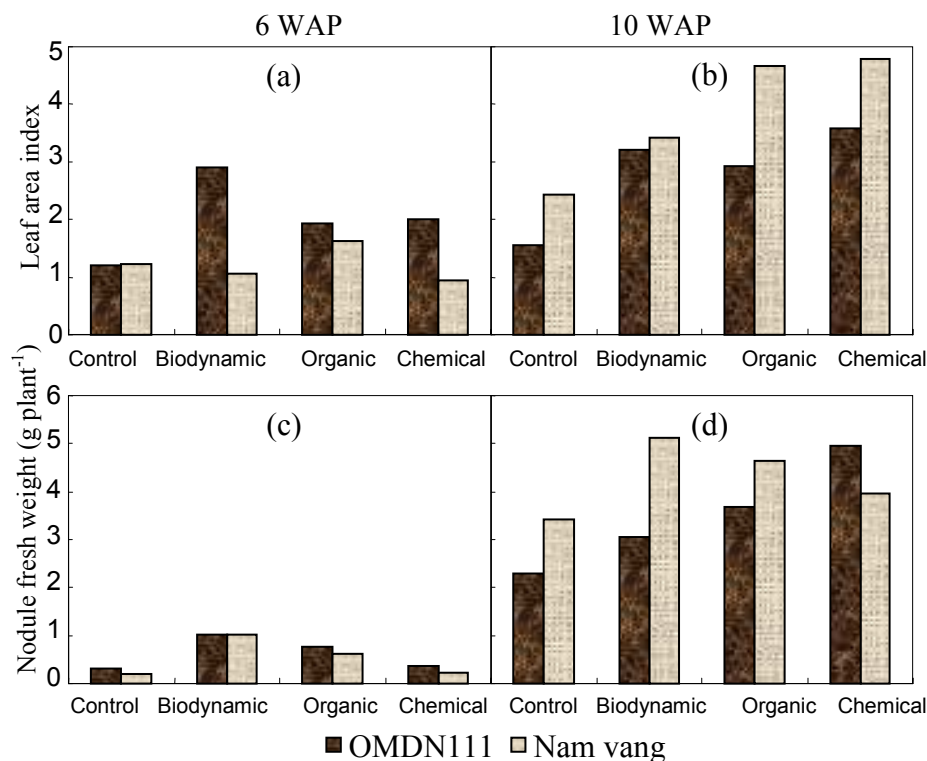 6 WAP 10 WAP
(a) (b)
Leaf area index
5
4
3
2
1
0
Control Biodynamic Organic Chemical Control Biodynamic Organic Chemical
(c) (d)
Nodule fresh weight (g plant⁻¹)
6
5
4
3
2
1
0
Control Biodynamic Organic Chemical Control Biodynamic Organic Chemical
OMDN111 Nam vang